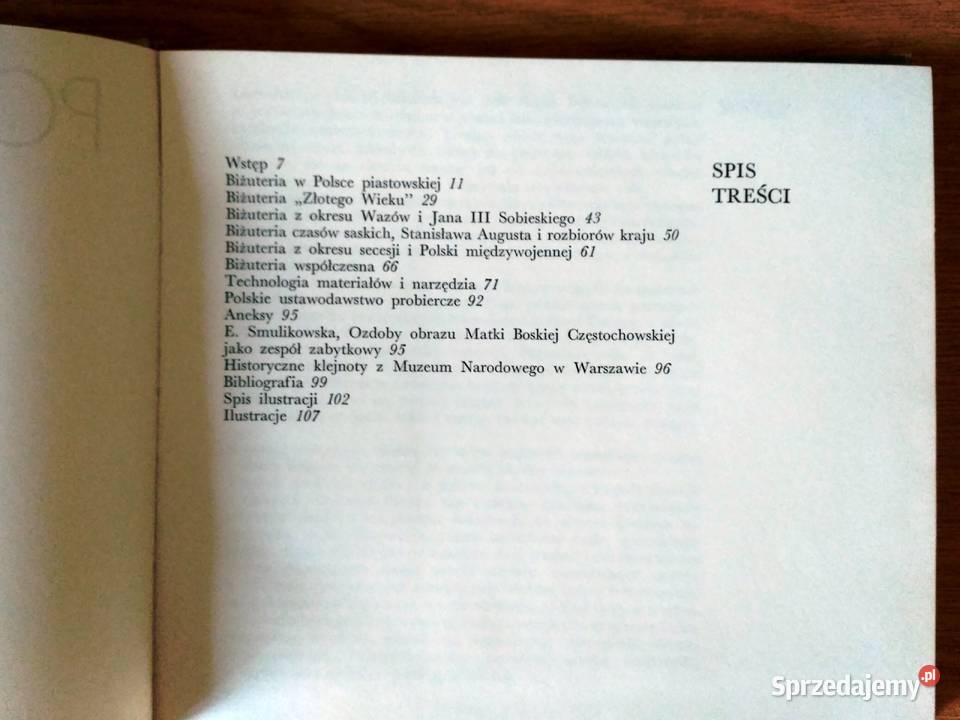 Wstęp 7
Biżuteria w Polsce piastowskiej 11
Biżuteria „Złotego Wieku" 29
Biżuteria z okresu Wazów i Jana III Sobieskiego 43
Biżuteria czasów saskich, Stanisława Augusta i rozbiorów kraju 50
Biżuteria z okresu secesji i Polski międzywojennej 61
Biżuteria współczesna 66
Technologia materiałów i narzędzia 71
Polskie ustawodawstwo probiercze 92
Aneksy 95
E. Smulikowska, Ozdoby obrazu Matki Boskiej Częstochowskiej
jako zespół zabytkowy 95
Historyczne klejnoty z Muzeum Narodowego w Warszawie 96
Bibliografia 99
Spis ilustracji 102
Ilustracje 107
SPIS
TREŚCI
Sprzedajemy.pl